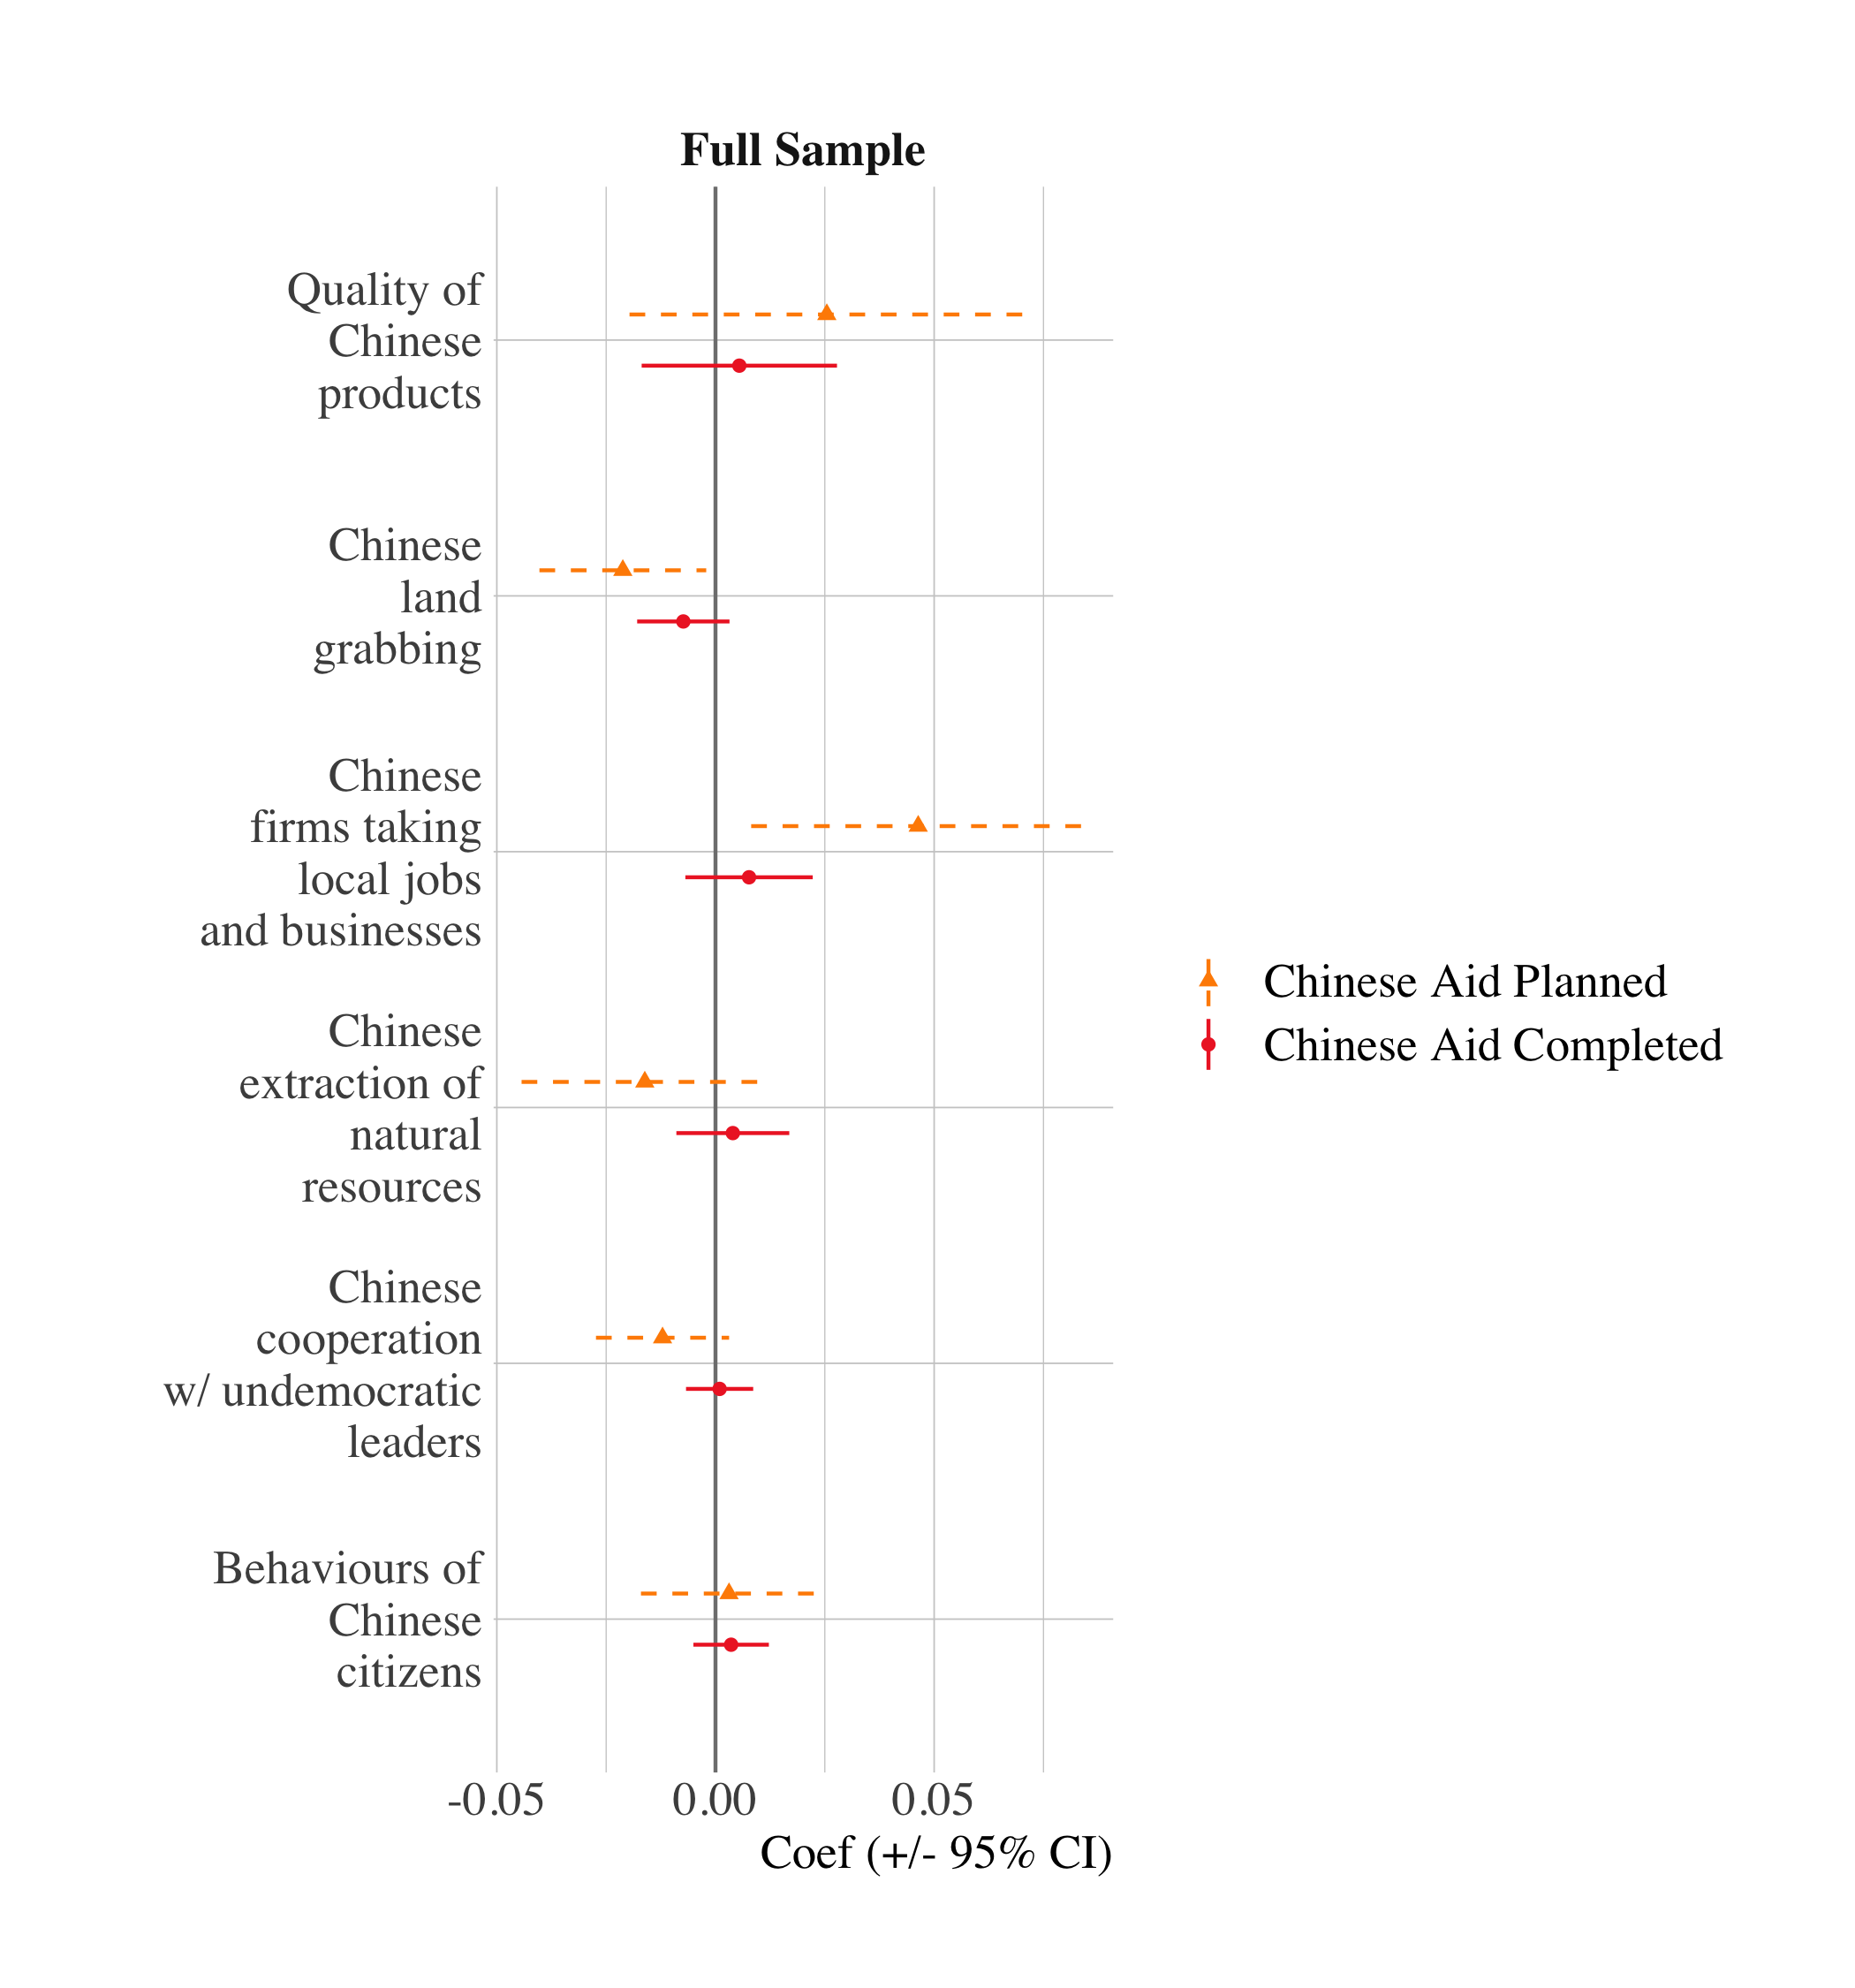 Full Sample
Quality of
Chinese
products
Chinese
land
grabbing
Chinese
firms taking
local jobs
and businesses
Chinese
extraction of
natural
resources
Chinese
cooperation
w/ undemocratic
leaders
Behaviours of
Chinese
citizens
-0.05 0.00 0.05
Coef (+/- 95% CI)
Chinese Aid Planned
Chinese Aid Completed